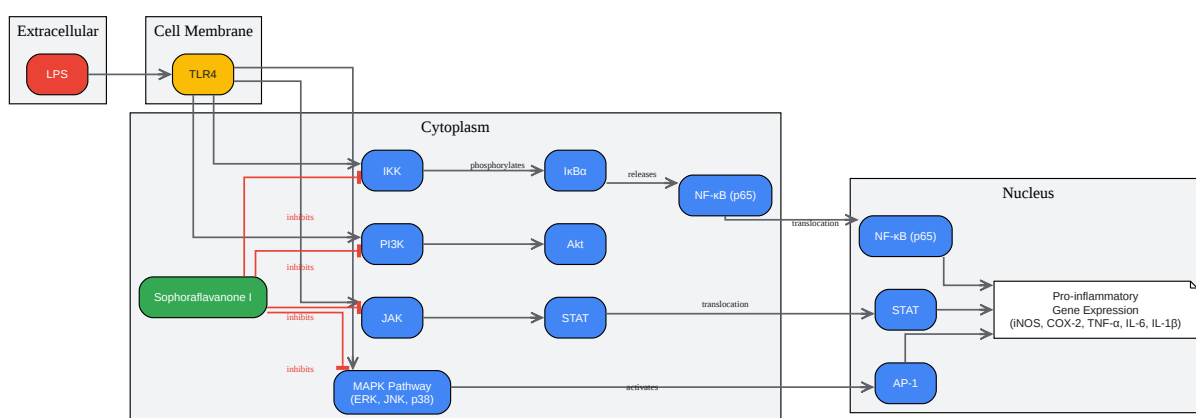 Extracellular
Cell Membrane
LPS
TLR4
Cytoplasm
IKK
phosphorylates
IκBα
releases
NF-κB (p65)
translocation
Nucleus
NF-κB (p65)
inhibits
PI3K
Akt
inhibits
Sophoraflavanone I
inhibits
JAK
STAT
translocation
STAT
Pro-inflammatory
Gene Expression
(iNOS, COX-2, TNF-α, IL-6, IL-1β)
inhibits
MAPK Pathway
(ERK, JNK, p38)
activates
AP-1